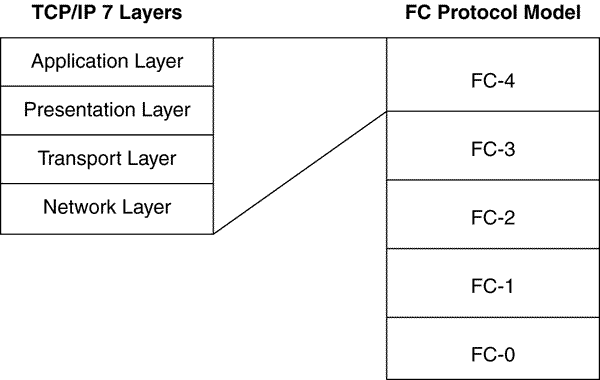 TCP/IP 7 Layers
FC Protocol Model
Application Layer
Presentation Layer
Transport Layer
Network Layer
FC-4
FC-3
FC-2
FC-1
FC-0